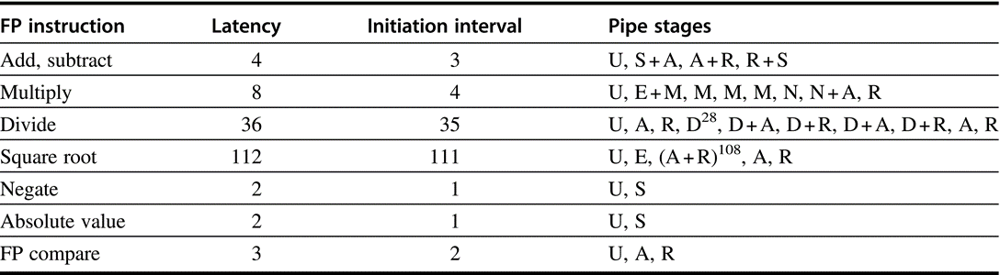 FP instruction Latency Initiation interval Pipe stages
Add, subtract 4 3 U, S+A, A+R, R+S
Multiply 8 4 U, E+M, M, M, M, N, N+A, R
Divide 36 35 U, A, R, D²⁸, D+A, D+R, D+A, D+R, A, R
Square root 112 111 U, E, (A+R)¹⁰⁸, A, R
Negate 2 1 U, S
Absolute value 2 1 U, S
FP compare 3 2 U, A, R